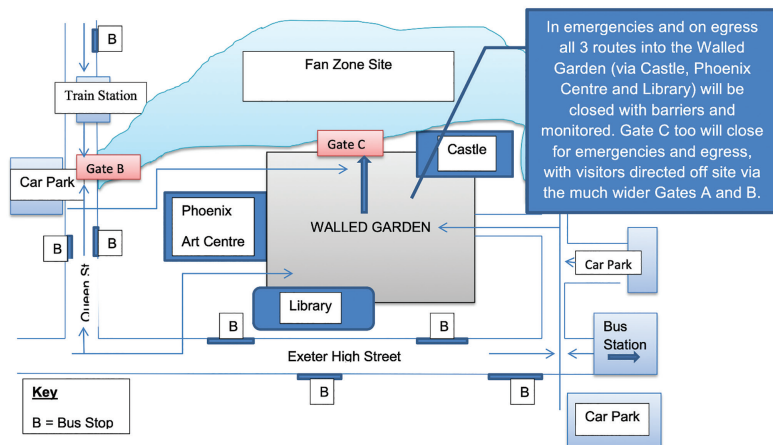 B
In emergencies and on egress
all 3 routes into the Walled
Garden (via Castle, Phoenix
Centre and Library) will be
closed with barriers and
monitored. Gate C too will close
for emergencies and egress,
with visitors directed off site via
the much wider Gates A and B.
Fan Zone Site
Train Station
Gate C
Castle
Gate B
Car Park
Phoenix
Art Centre
WALLED GARDEN
B
B
Queen St
Car Park
Library
B
B
Bus
Station
Exeter High Street
Key
B = Bus Stop
B
B
Car Park